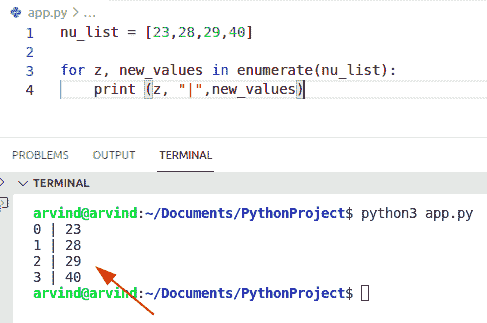 app.py > ...
1 nu_list = [23,28,29,40]
2
3 for z, new_values in enumerate(nu_list):
4     print (z, "|",new_values)
PROBLEMS OUTPUT TERMINAL
TERMINAL
arvind@arvind:~/Documents/PythonProject$ python3 app.py
0 | 23
1 | 28
2 | 29
3 | 40
arvind@arvind:~/Documents/PythonProject$